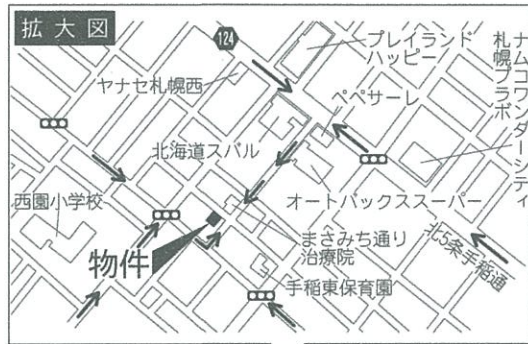 拡大図
124
プレイランド
ハッピー
ヤナセ札幌西
ペペサーレ
ナムコワンダーシティ
札幌プラボ
北海道スバル
西園小学校
オートバックススーパー
物件
まさみち通り
治療院
北5条手稲通
手稲東保育園